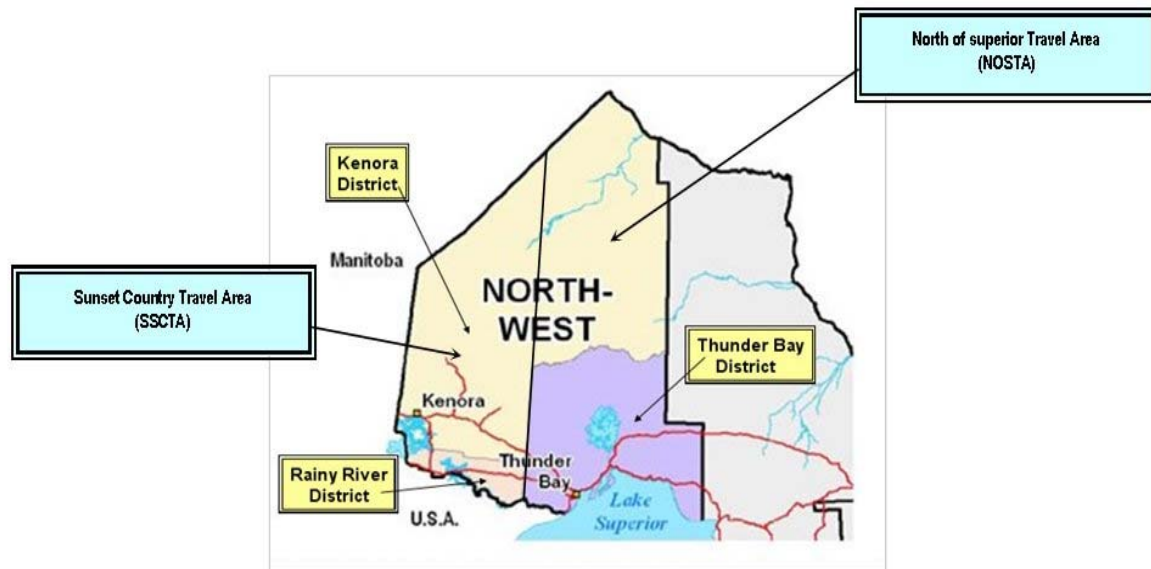 North of superior Travel Area
(NOSTA)
Kenora
District
Manitoba
Sunset Country Travel Area
(SSCTA)
NORTH-
WEST
Thunder Bay
District
Kenora
Thunder
Bay
Rainy River
District
U.S.A.
Lake
Superior